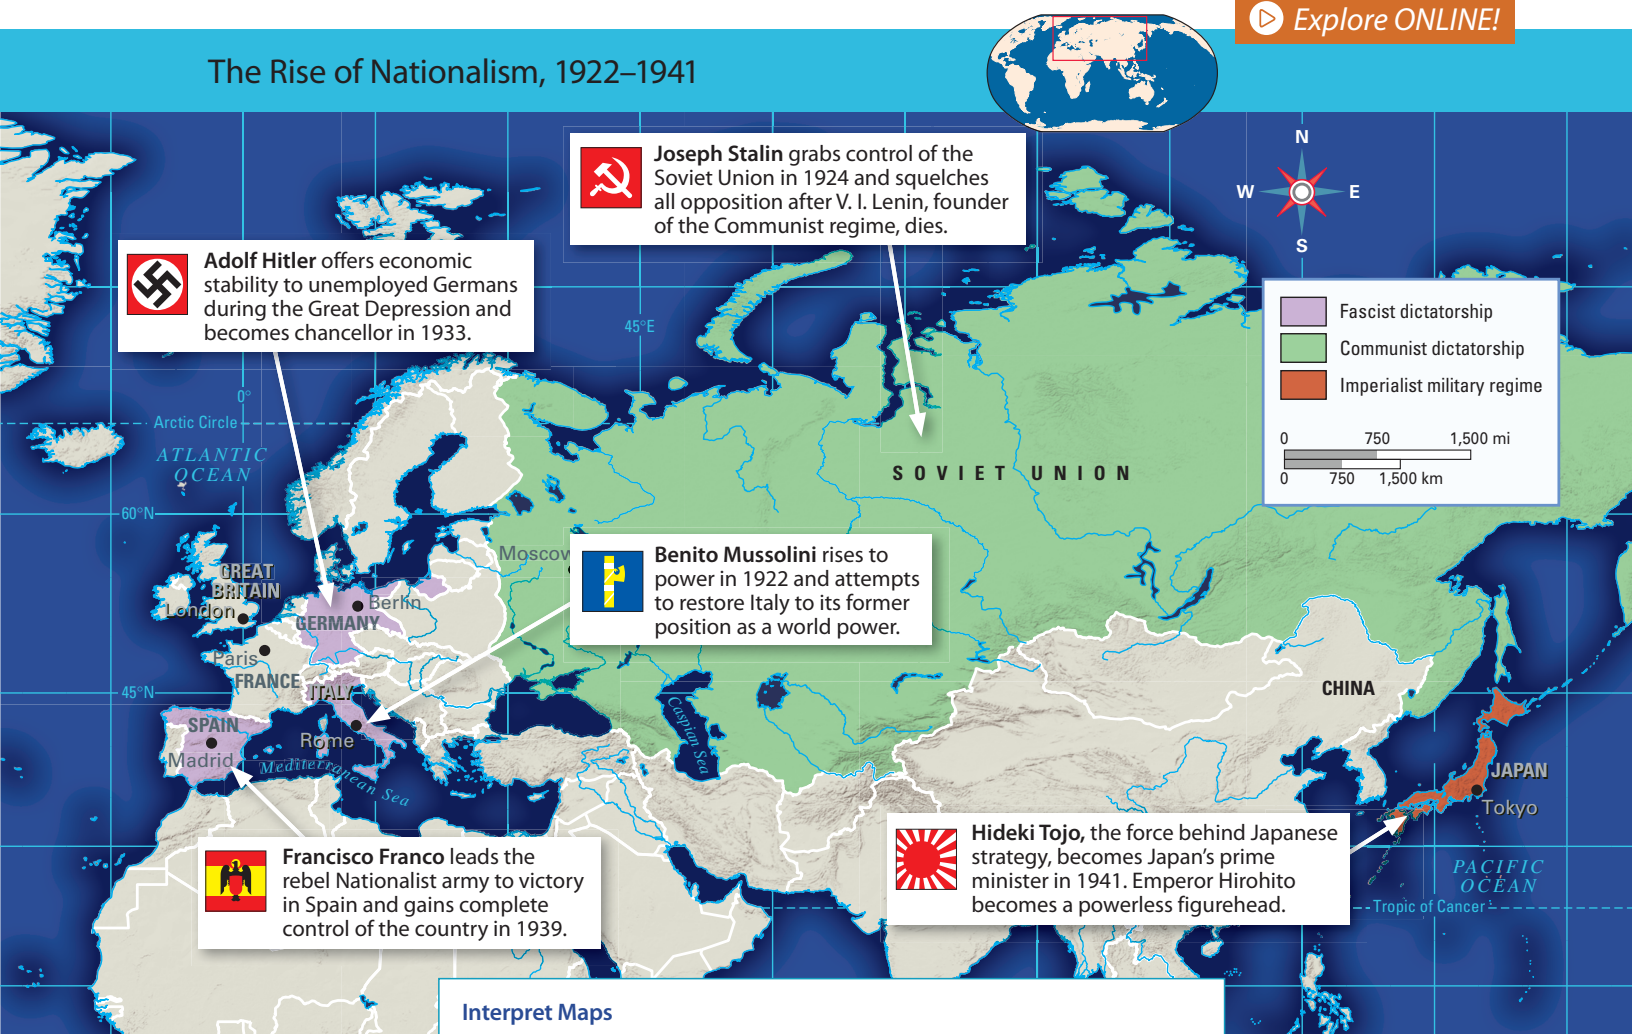 Explore ONLINE!
The Rise of Nationalism, 1922–1941
N
W
E
S
Joseph Stalin grabs control of the
Soviet Union in 1924 and squelches
all opposition after V. I. Lenin, founder
of the Communist regime, dies.
Adolf Hitler offers economic
stability to unemployed Germans
during the Great Depression and
becomes chancellor in 1933.
Fascist dictatorship
Communist dictatorship
Imperialist military regime
0 750 1,500 mi
0 750 1,500 km
45°E
0°
Arctic Circle
ATLANTIC
OCEAN
60°N
SOVIET UNION
Moscow
Benito Mussolini rises to
power in 1922 and attempts
to restore Italy to its former
position as a world power.
GREAT
BRITAIN
London
Berlin
GERMANY
Paris
FRANCE
ITALY
45°N
SPAIN
Madrid
Rome
Mediterranean Sea
Caspian Sea
CHINA
JAPAN
Tokyo
Francisco Franco leads the
rebel Nationalist army to victory
in Spain and gains complete
control of the country in 1939.
Hideki Tojo, the force behind Japanese
strategy, becomes Japan's prime
minister in 1941. Emperor Hirohito
becomes a powerless figurehead.
PACIFIC
OCEAN
Tropic of Cancer
Interpret Maps